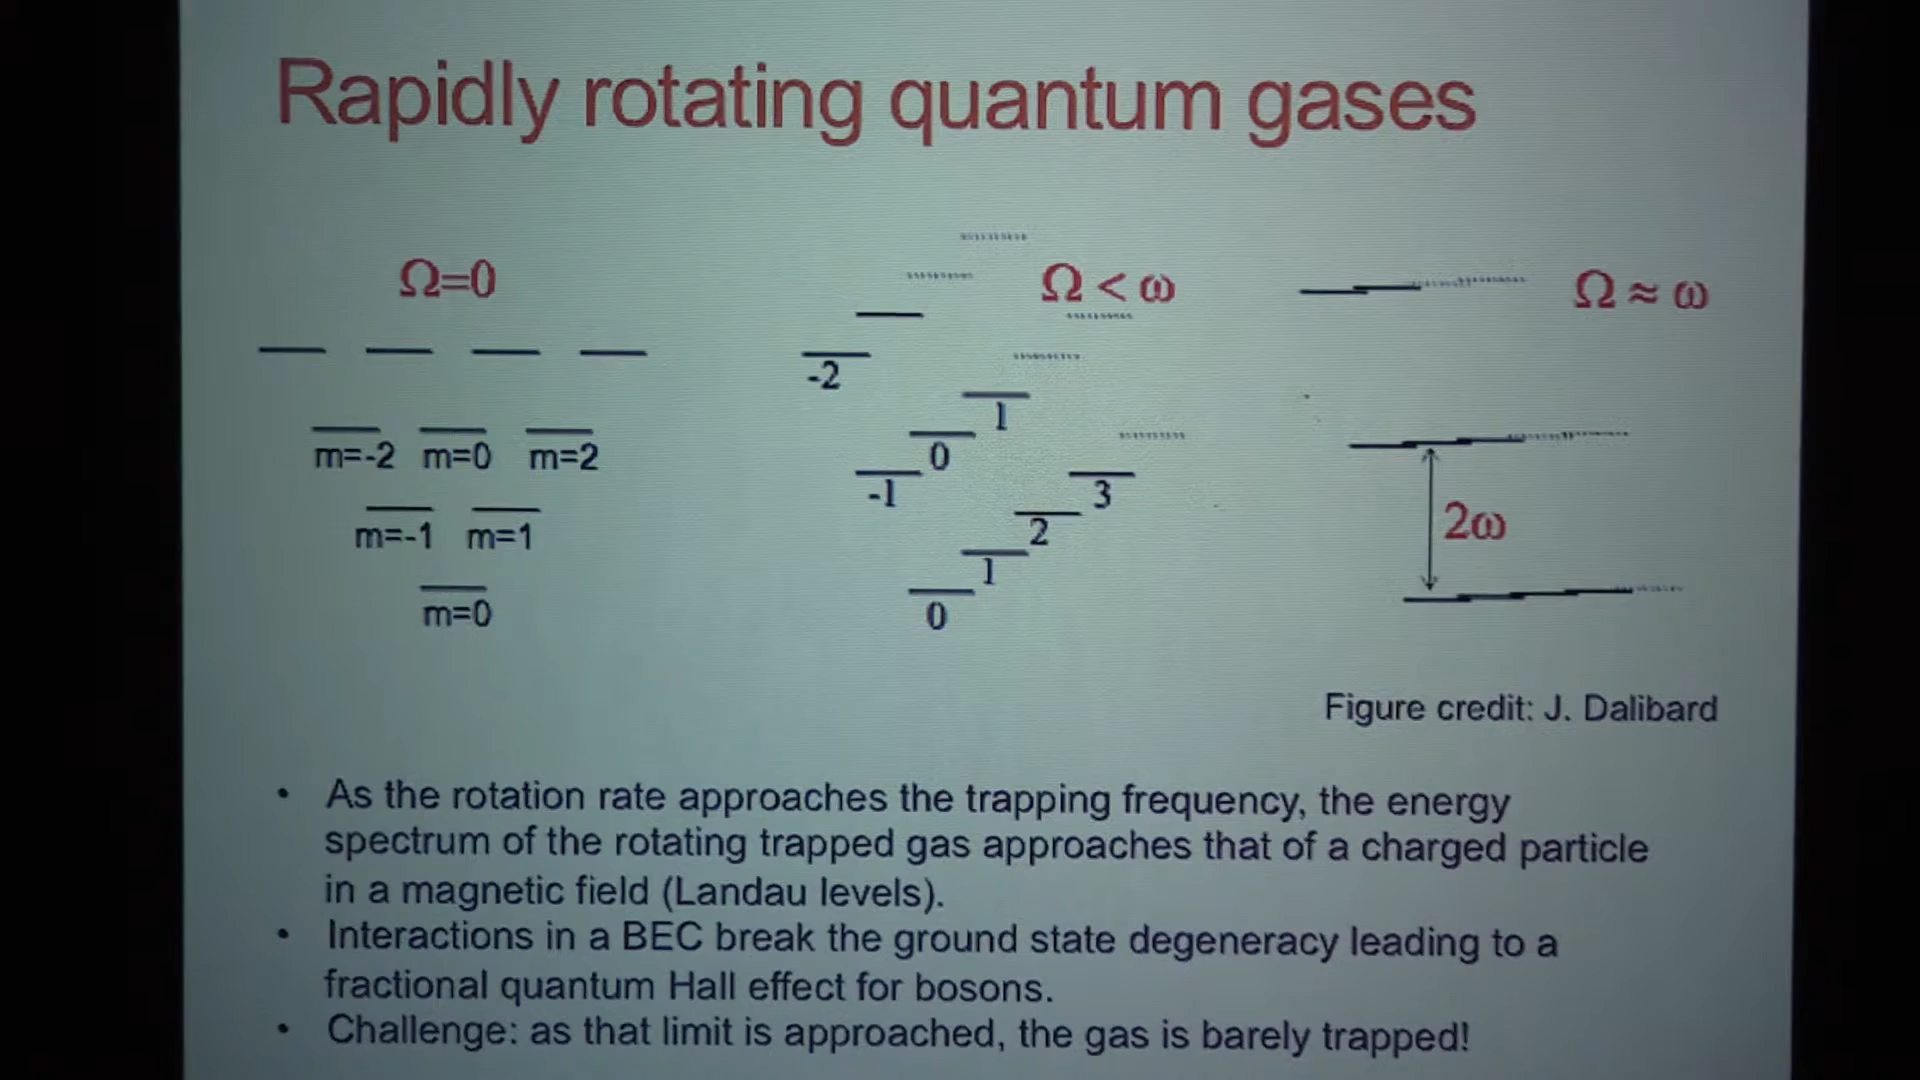 Rapidly rotating quantum gases
Ω=0
Ω < ω
Ω ≈ ω
-2
1
m=-2 m=0 m=2
0
-1
3
m=-1 m=1
2
2ω
1
m=0
0
Figure credit: J. Dalibard
• As the rotation rate approaches the trapping frequency, the energy
spectrum of the rotating trapped gas approaches that of a charged particle
in a magnetic field (Landau levels).
• Interactions in a BEC break the ground state degeneracy leading to a
fractional quantum Hall effect for bosons.
• Challenge: as that limit is approached, the gas is barely trapped!